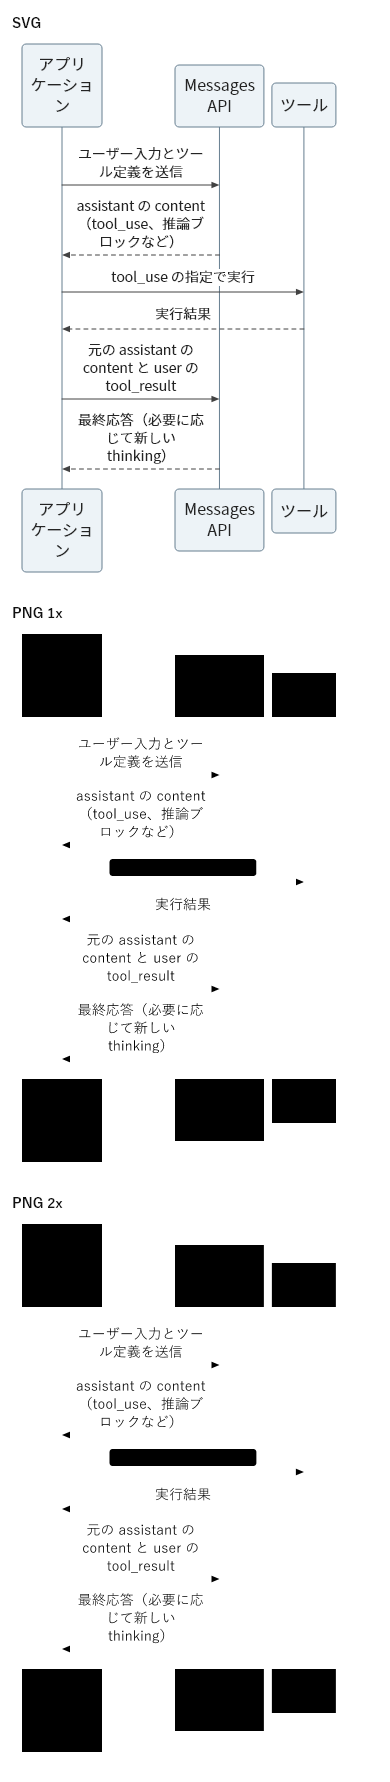 SVG
アプリ
ケーショ
ン
Messages
API
ツール
ユーザー入力とツー
ル定義を送信
assistant の content
（tool_use、推論ブ
ロックなど）
tool_use の指定で実行
実行結果
元の assistant の
content と user の
tool_result
最終応答（必要に応
じて新しい
thinking）
アプリ
ケーショ
ン
Messages
API
ツール
PNG 1x
ユーザー入力とツー
ル定義を送信
assistant の content
（tool_use、推論ブ
ロックなど）
実行結果
元の assistant の
content と user の
tool_result
最終応答（必要に応
じて新しい
thinking）
PNG 2x
ユーザー入力とツー
ル定義を送信
assistant の content
（tool_use、推論ブ
ロックなど）
実行結果
元の assistant の
content と user の
tool_result
最終応答（必要に応
じて新しい
thinking）